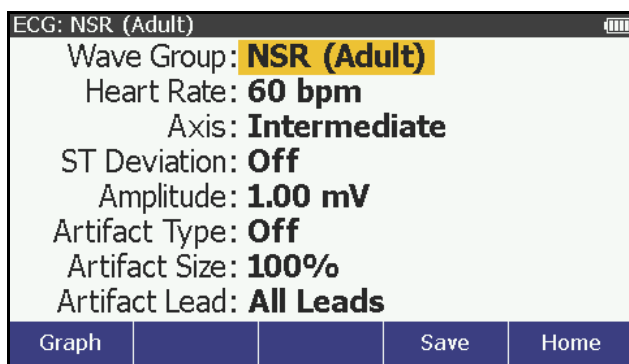 ECG: NSR (Adult)
Wave Group: NSR (Adult)
Heart Rate: 60 bpm
Axis: Intermediate
ST Deviation: Off
Amplitude: 1.00 mV
Artifact Type: Off
Artifact Size: 100%
Artifact Lead: All Leads
Graph Save Home